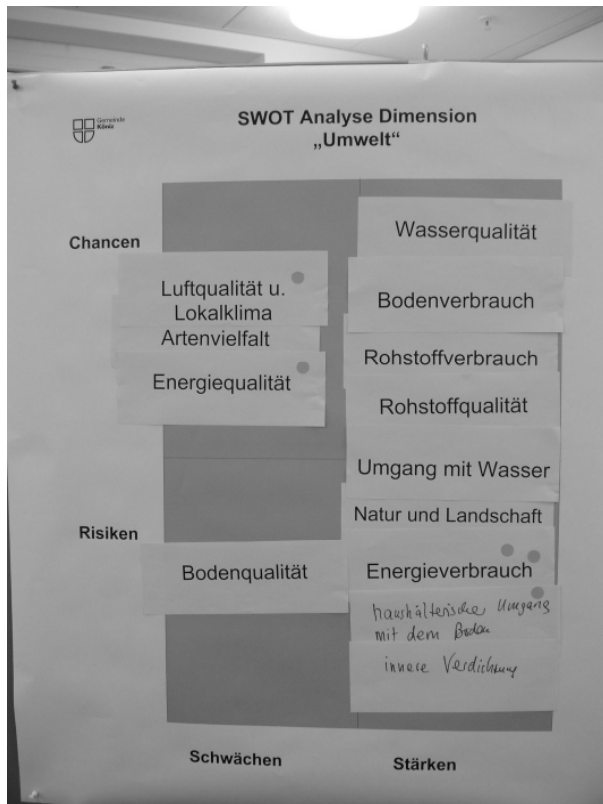 Gemeinde
Köniz
SWOT Analyse Dimension
„Umwelt“
Chancen
Wasserqualität
Luftqualität u.
Lokalklima
Bodenverbrauch
Artenvielfalt
Rohstoffverbrauch
Energiequalität
Rohstoffqualität
Umgang mit Wasser
Natur und Landschaft
Risiken
Bodenqualität
Energieverbrauch
haushälterische Umgang
mit dem Boden
innere Verdichtung
Schwächen
Stärken